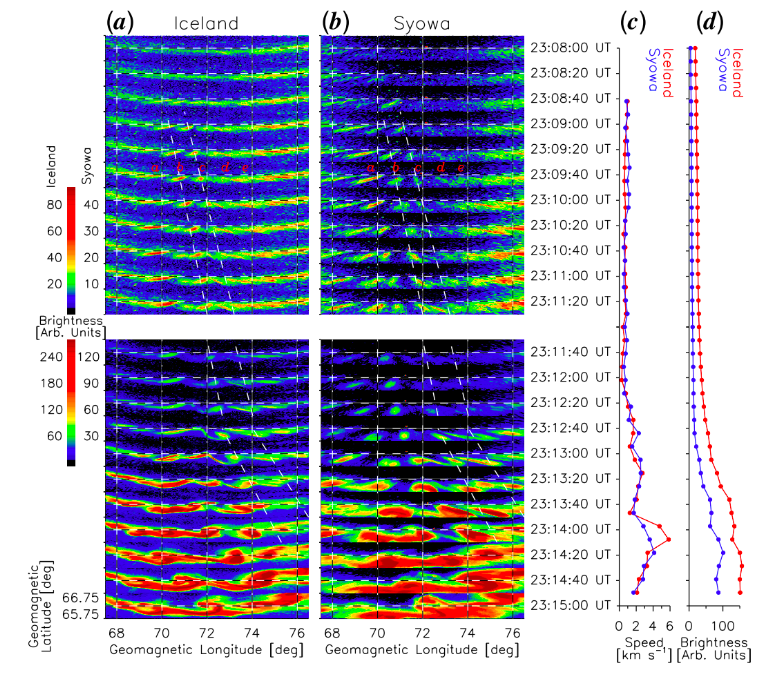 (a) Iceland
(b) Syowa
(c)
(d)
Iceland
Syowa
Iceland
Syowa
23:08:00 UT
23:08:20 UT
23:08:40 UT
23:09:00 UT
23:09:20 UT
23:09:40 UT
23:10:00 UT
23:10:20 UT
23:10:40 UT
23:11:00 UT
23:11:20 UT
a b c d e
a b c d e
Iceland
Syowa
80 40
60 30
40 20
20 10
Brightness
[Arb. Units]
240 120
180 90
120 60
60 30
23:11:40 UT
23:12:00 UT
23:12:20 UT
23:12:40 UT
23:13:00 UT
23:13:20 UT
23:13:40 UT
23:14:00 UT
23:14:20 UT
23:14:40 UT
23:15:00 UT
Geomagnetic
Latitude [deg]
66.75
65.75
68 70 72 74 76
Geomagnetic Longitude [deg]
68 70 72 74 76
Geomagnetic Longitude [deg]
0 2 4 6
Speed
[km s⁻¹]
0 100
Brightness
[Arb. Units]